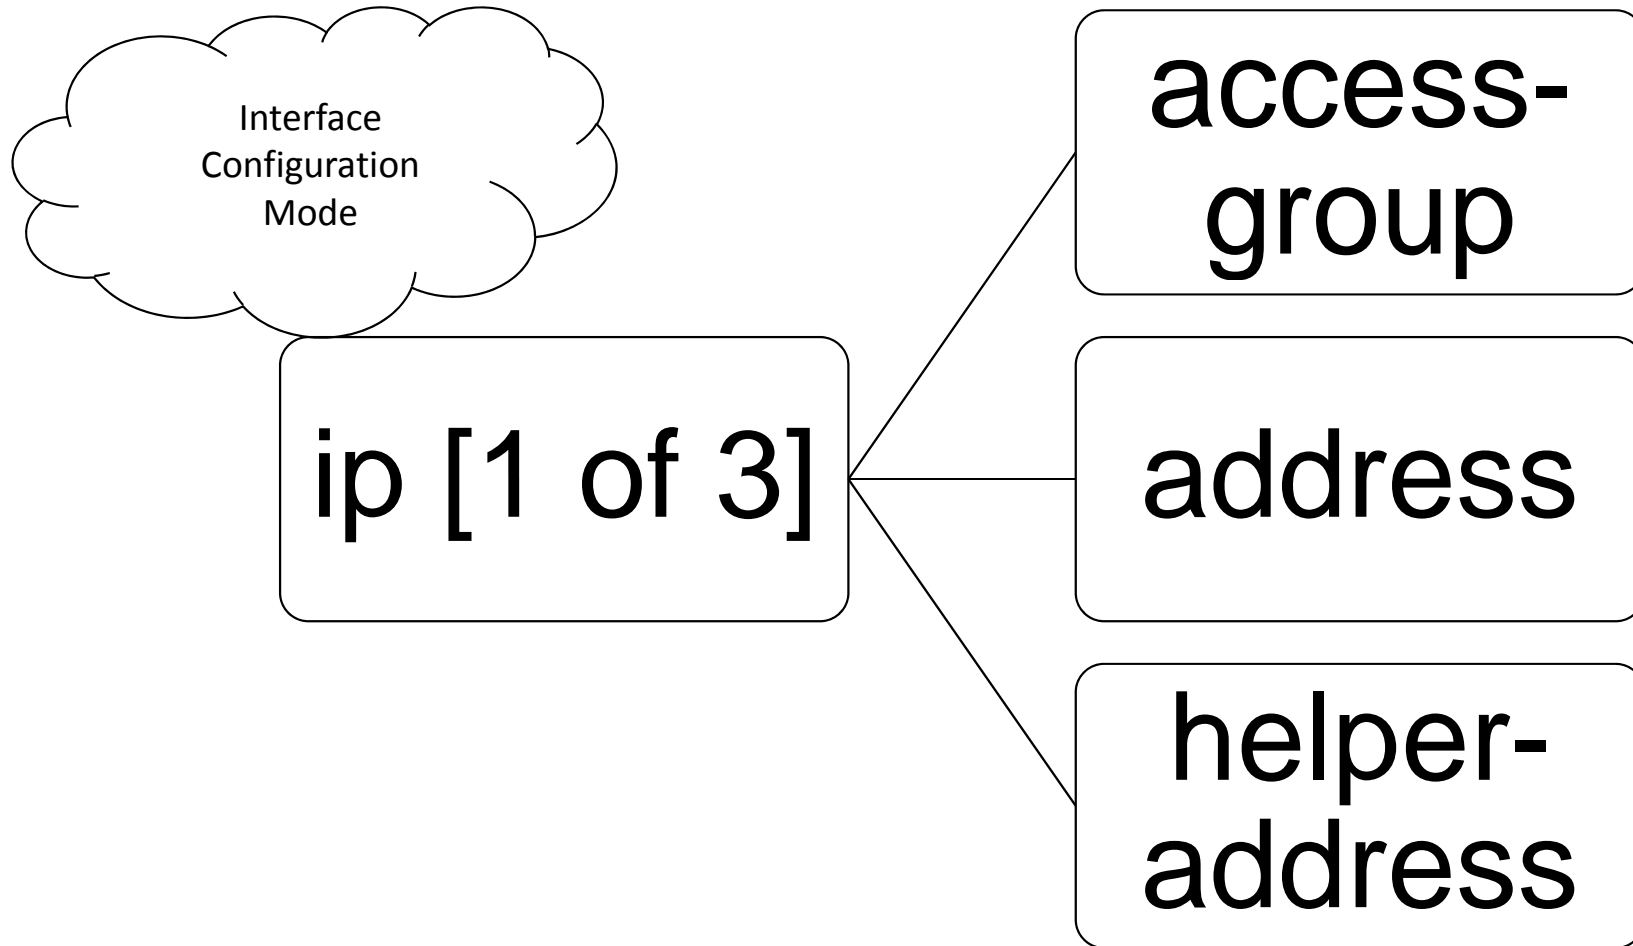 Interface
Configuration
Mode
ip [1 of 3]
access-
group
address
helper-
address